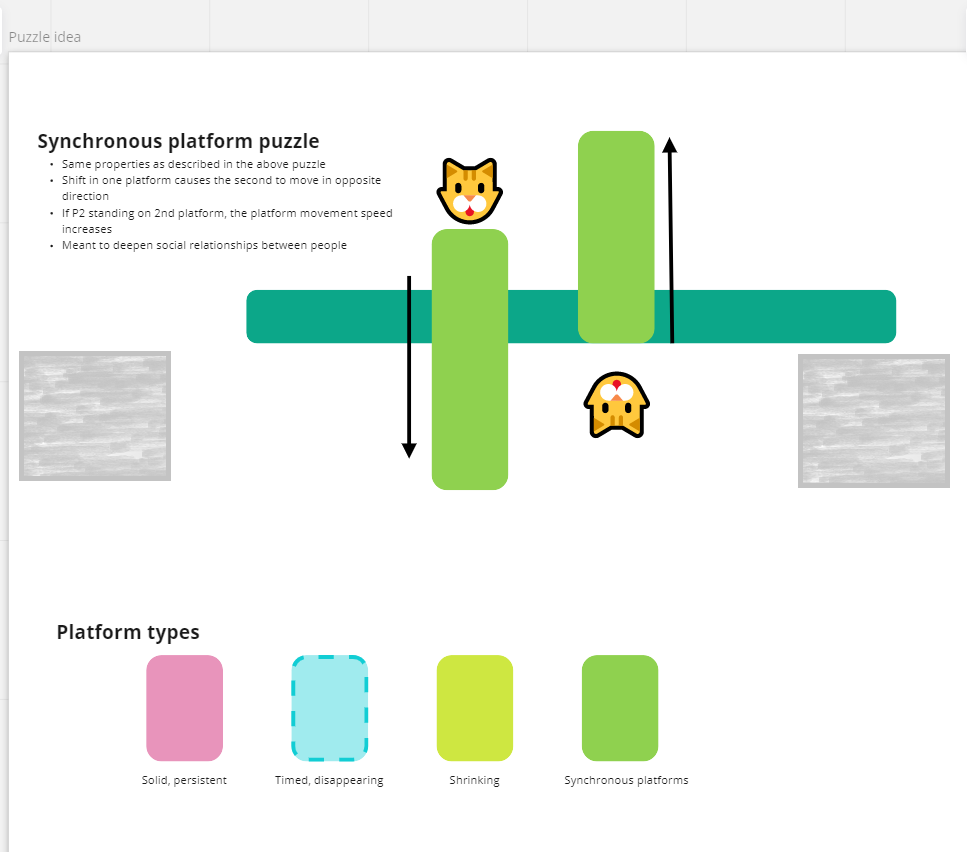 Puzzle idea
Synchronous platform puzzle
• Same properties as described in the above puzzle
• Shift in one platform causes the second to move in opposite
direction
• If P2 standing on 2nd platform, the platform movement speed
increases
• Meant to deepen social relationships between people
Platform types
Solid, persistent
Timed, disappearing
Shrinking
Synchronous platforms